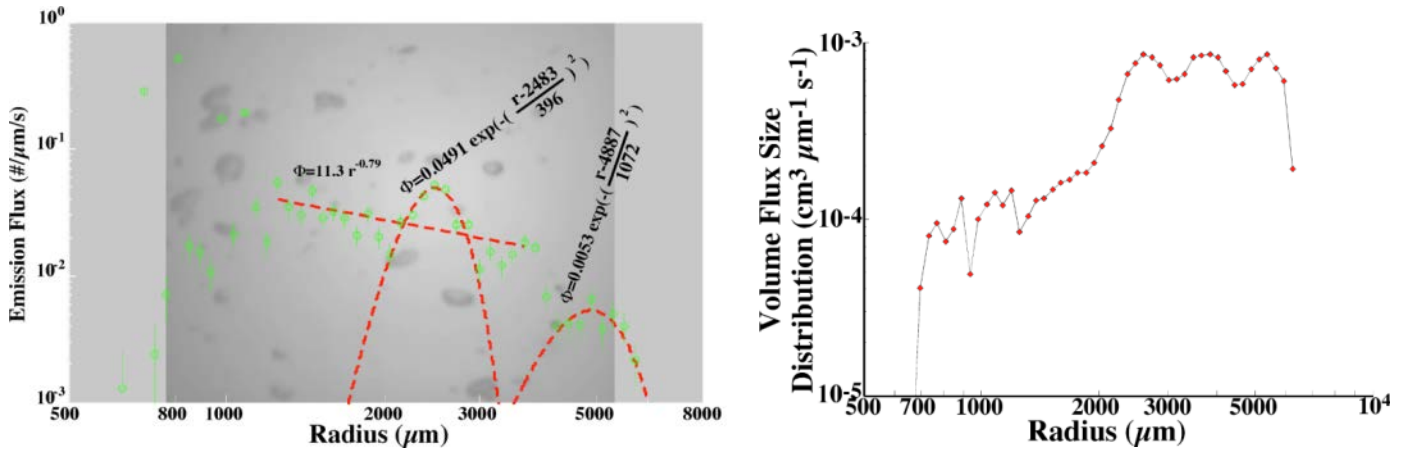 10⁰
10⁻¹
10⁻²
10⁻³
Emission Flux (#/μm/s)
Φ=11.3 r⁻⁰·⁷⁹
Φ=0.0491 exp(-(r-2483/396)²)
Φ=0.0053 exp(-(r-4887/1072)²)
500 800 1000 2000 3000 5000 8000
Radius (μm)
10⁻³
10⁻⁴
10⁻⁵
Volume Flux Size
Distribution (cm³ μm⁻¹ s⁻¹)
500 700 1000 2000 3000 5000 10⁴
Radius (μm)